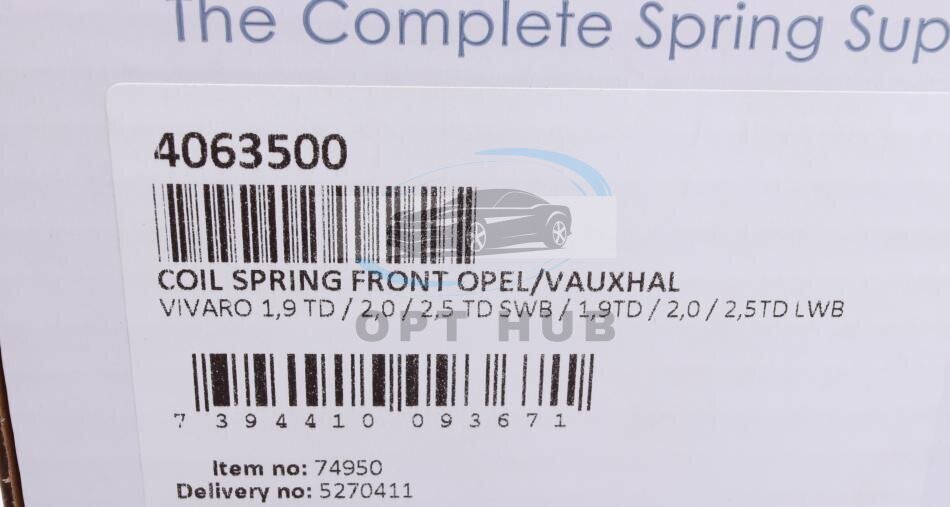 The Complete Spring Sup
4063500
COIL SPRING FRONT OPEL/VAUXHAL
VIVARO 1,9 TD / 2,0 / 2,5 TD SWB / 1,9TD / 2,0 / 2,5TD LWB
OPT HUB
7 394410 093671
Item no: 74950
Delivery no: 5270411